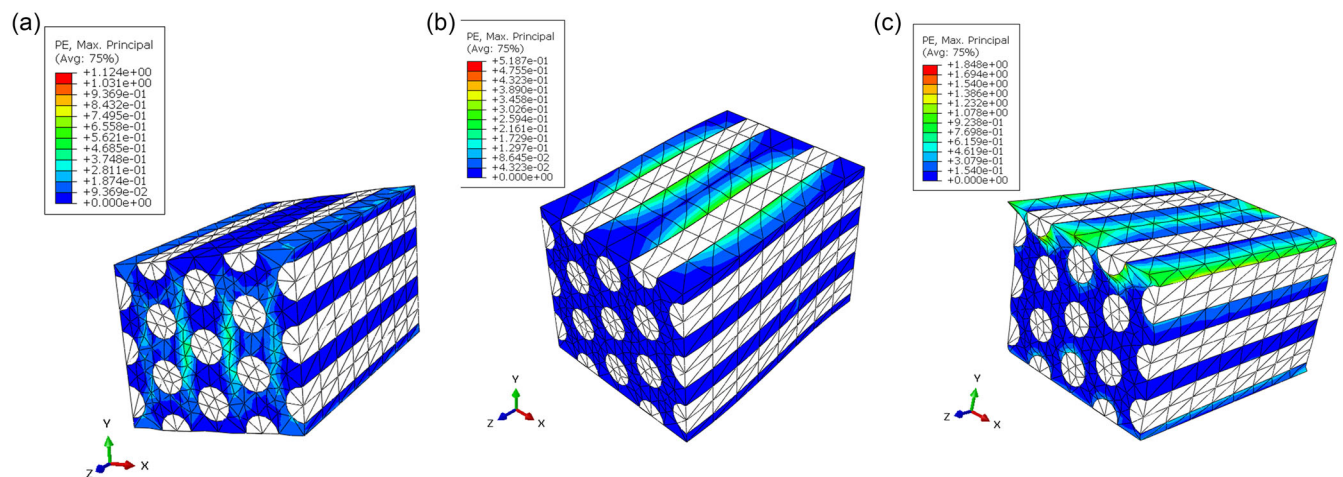 (a)
PE, Max. Principal
(Avg: 75%)
+1.124e+00
+1.031e+00
+9.369e-01
+8.432e-01
+7.495e-01
+6.558e-01
+5.621e-01
+4.685e-01
+3.748e-01
+2.811e-01
+1.874e-01
+9.369e-02
+0.000e+00
Y
Z
X
(b)
PE, Max. Principal
(Avg: 75%)
+5.187e-01
+4.755e-01
+4.323e-01
+3.890e-01
+3.458e-01
+3.026e-01
+2.594e-01
+2.161e-01
+1.729e-01
+1.297e-01
+8.645e-02
+4.323e-02
+0.000e+00
Y
Z
X
(c)
PE, Max. Principal
(Avg: 75%)
+1.848e+00
+1.694e+00
+1.540e+00
+1.386e+00
+1.232e+00
+1.078e+00
+9.238e-01
+7.698e-01
+6.159e-01
+4.619e-01
+3.079e-01
+1.540e-01
+0.000e+00
Y
Z
X